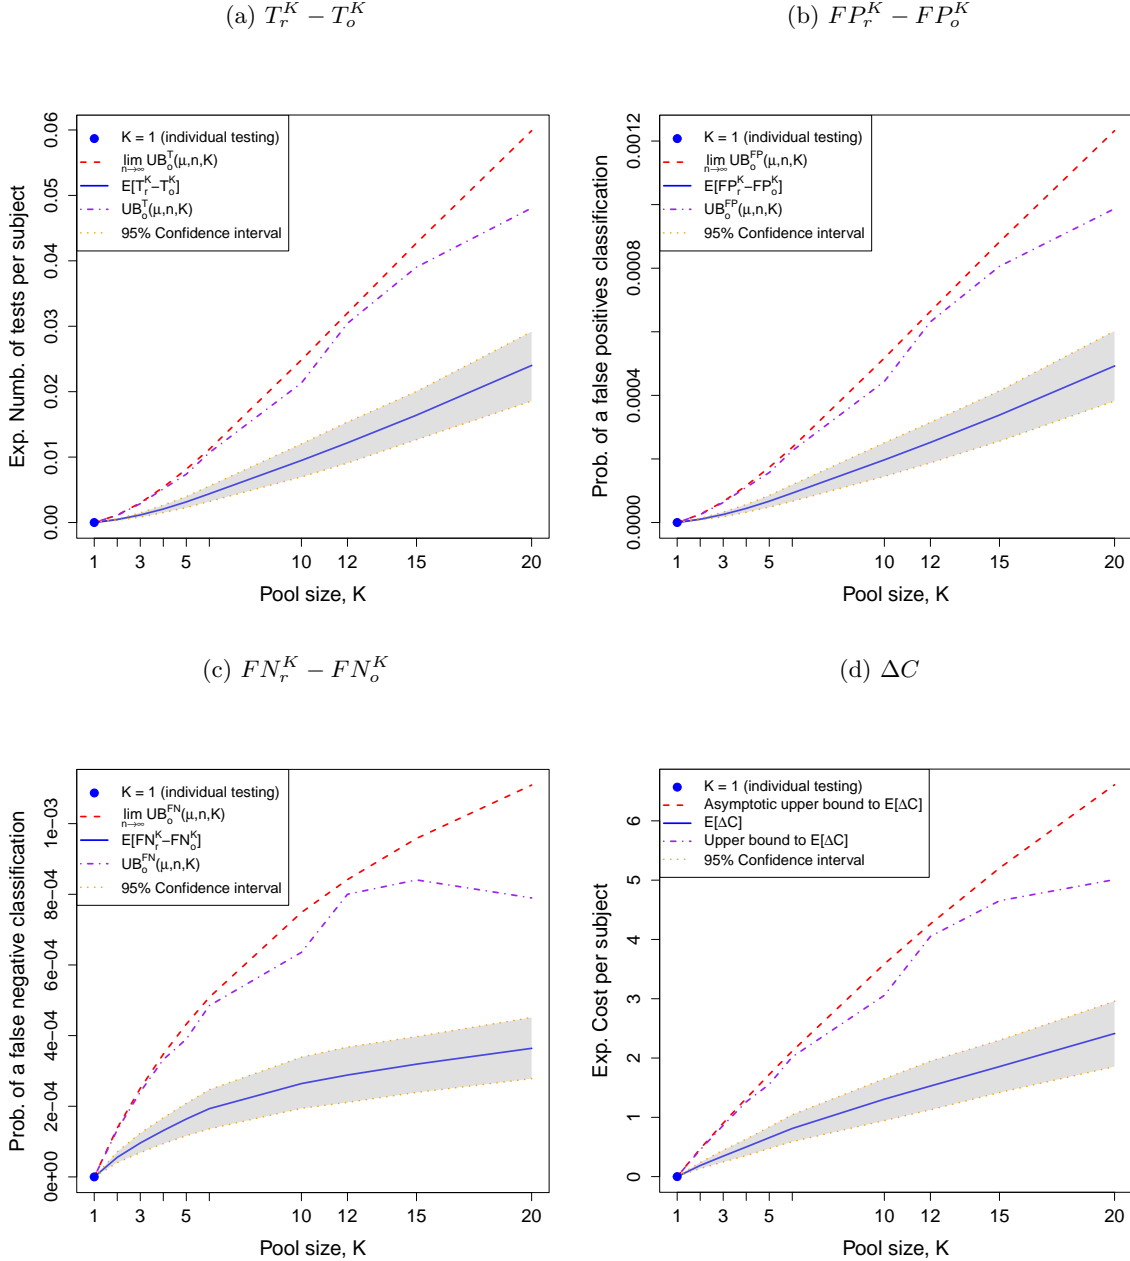 (a) T_r^K − T_o^K
Exp. Numb. of tests per subject
0.00 0.01 0.02 0.03 0.04 0.05 0.06
K = 1 (individual testing)
lim n→∞ UB_o^T(μ,n,K)
E[T_r^K−T_o^K]
UB_o^T(μ,n,K)
95% Confidence interval
1 3 5 10 12 15 20
Pool size, K
(b) FP_r^K − FP_o^K
Prob. of a false positives classification
0.0000 0.0004 0.0008 0.0012
K = 1 (individual testing)
lim n→∞ UB_o^FP(μ,n,K)
E[FP_r^K−FP_o^K]
UB_o^FP(μ,n,K)
95% Confidence interval
1 3 5 10 12 15 20
Pool size, K
(c) FN_r^K − FN_o^K
Prob. of a false negative classification
0e+00 2e−04 4e−04 6e−04 8e−04 1e−03
K = 1 (individual testing)
lim n→∞ UB_o^FN(μ,n,K)
E[FN_r^K−FN_o^K]
UB_o^FN(μ,n,K)
95% Confidence interval
1 3 5 10 12 15 20
Pool size, K
(d) ΔC
Exp. Cost per subject
0 1 2 3 4 5 6
K = 1 (individual testing)
Asymptotic upper bound to E[ΔC]
E[ΔC]
Upper bound to E[ΔC]
95% Confidence interval
1 3 5 10 12 15 20
Pool size, K